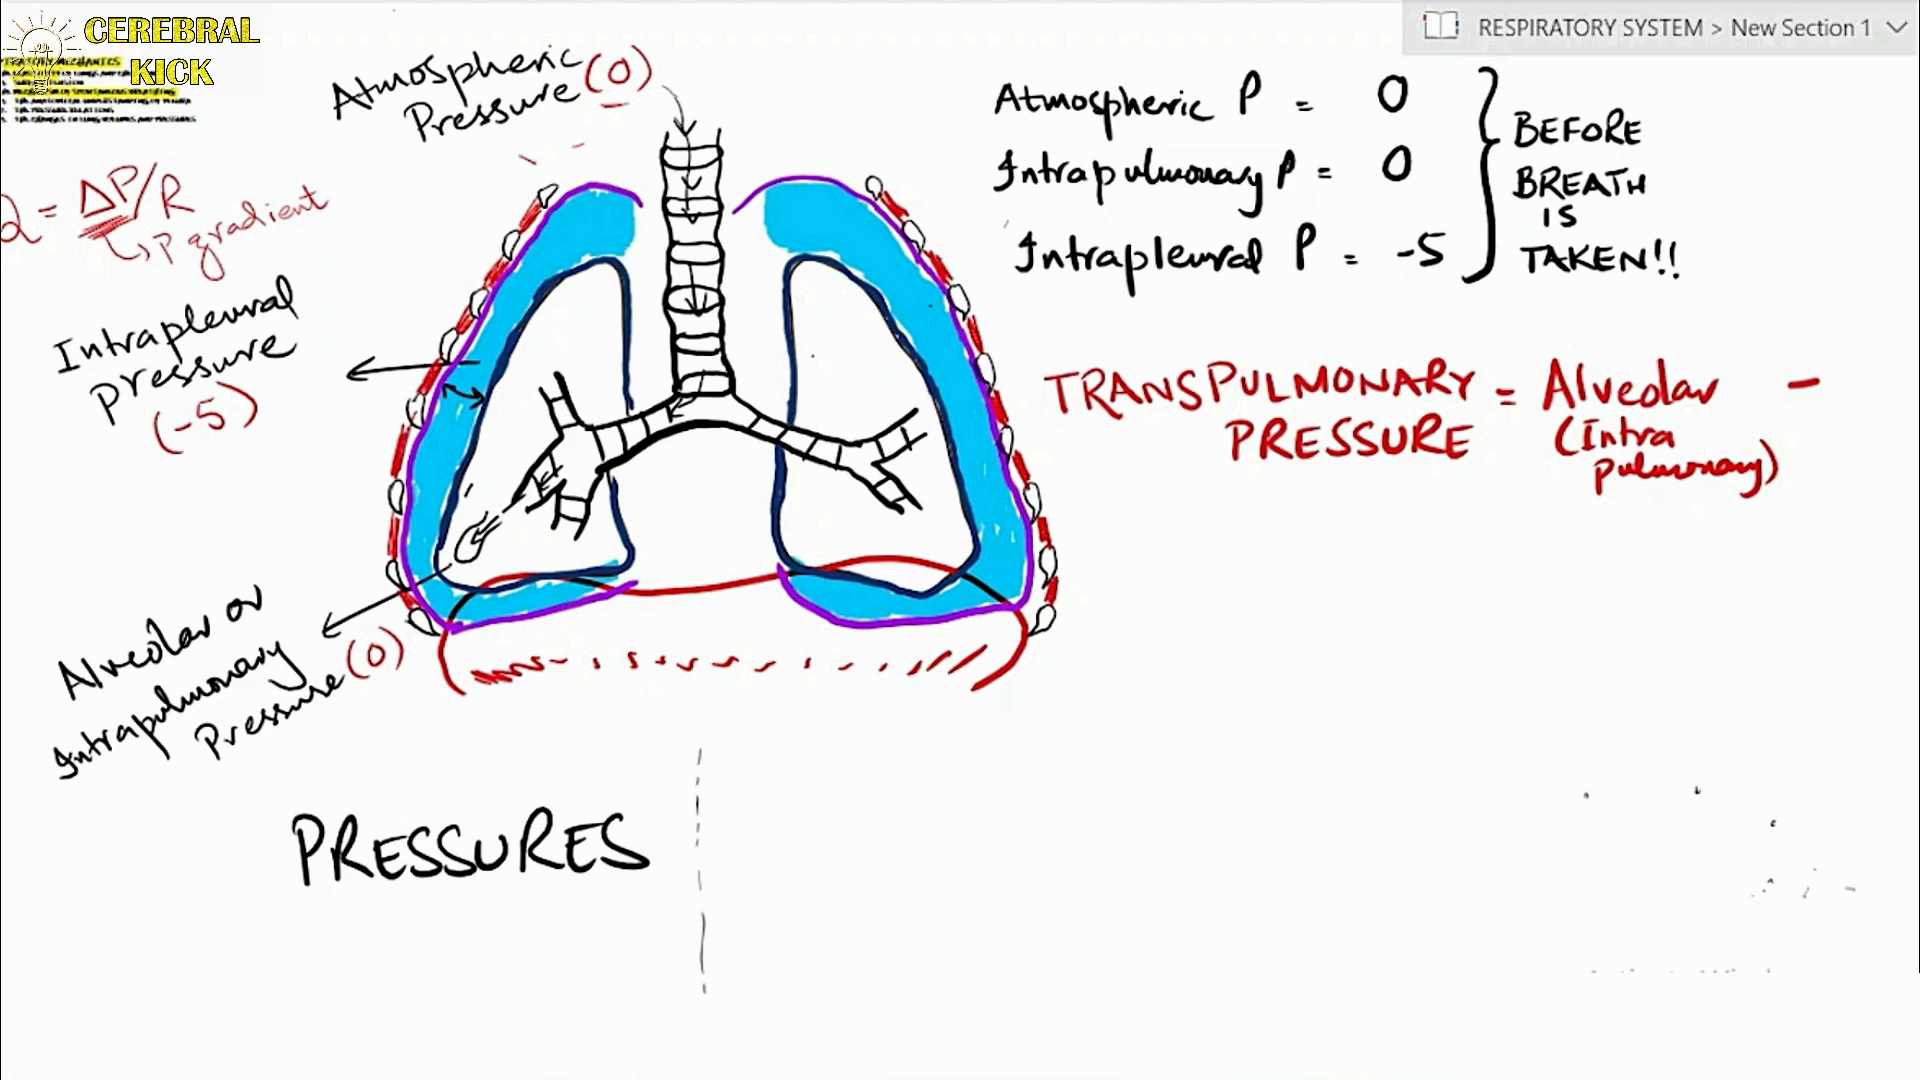 CEREBRAL
KICK
RESPIRATORY SYSTEM > New Section 1
Atmospheric
Pressure (0)
= ΔP/R
↳ P gradient
Intrapleural
pressure
(-5)
Alveolar or
Intrapulmonary
Pressure (0)
PRESSURES
Atmospheric P = 0
Intrapulmonary P = 0
Intrapleural P = -5
BEFORE
BREATH
IS
TAKEN!!
TRANSPULMONARY = Alveolar -
PRESSURE (Intra
pulmonary)